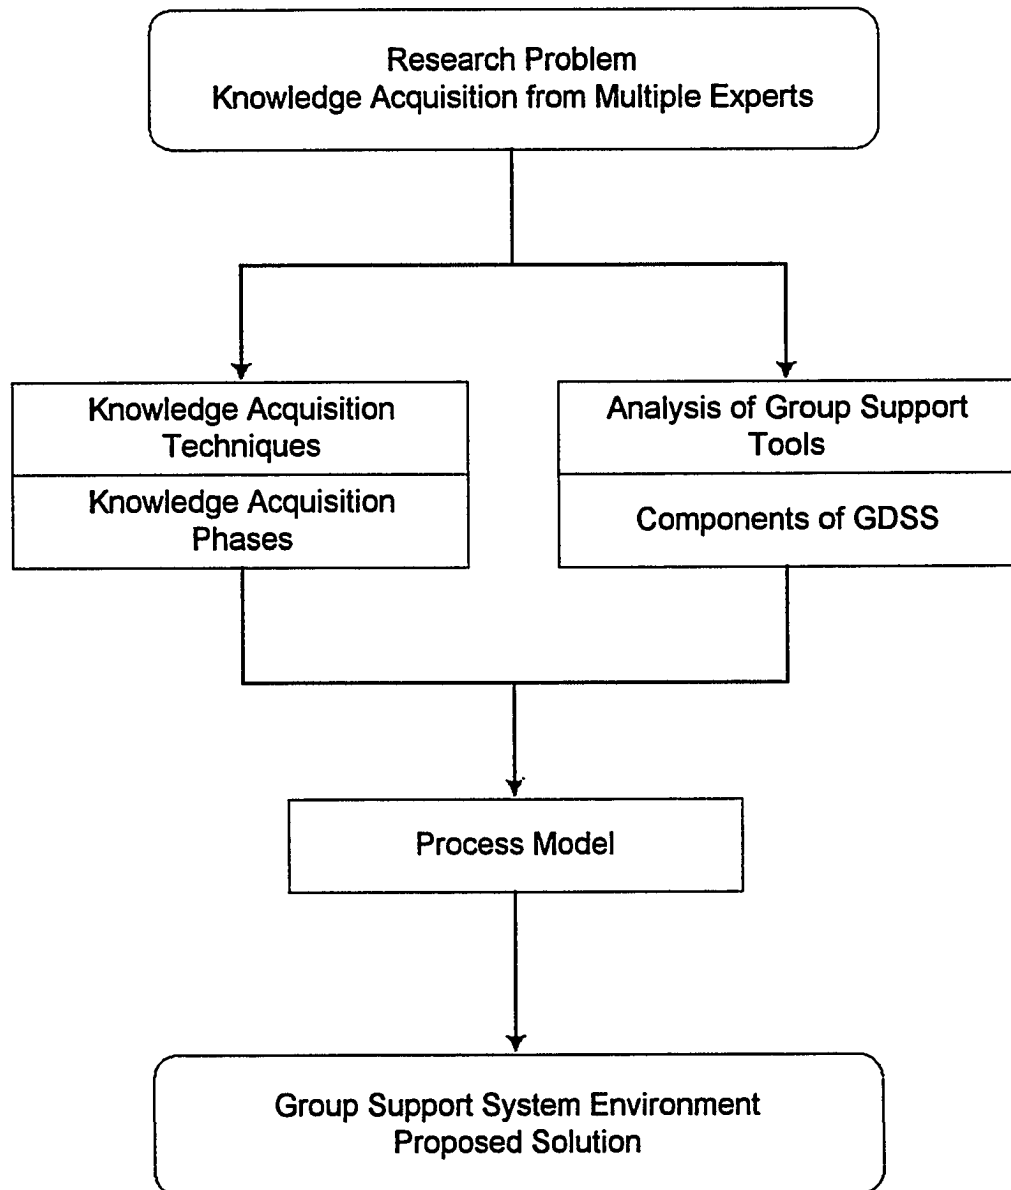 Research Problem
Knowledge Acquisition from Multiple Experts
Knowledge Acquisition
Techniques
Knowledge Acquisition
Phases
Analysis of Group Support
Tools
Components of GDSS
Process Model
Group Support System Environment
Proposed Solution